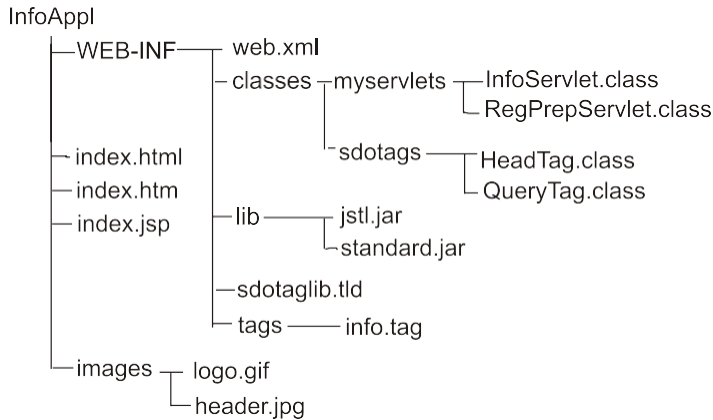 InfoAppl
WEB-INF web.xml
classes myservlets InfoServlet.class
RegPrepServlet.class
index.html sdotags HeadTag.class
index.htm QueryTag.class
index.jsp lib jstl.jar
standard.jar
sdotaglib.tld
tags info.tag
images logo.gif
header.jpg